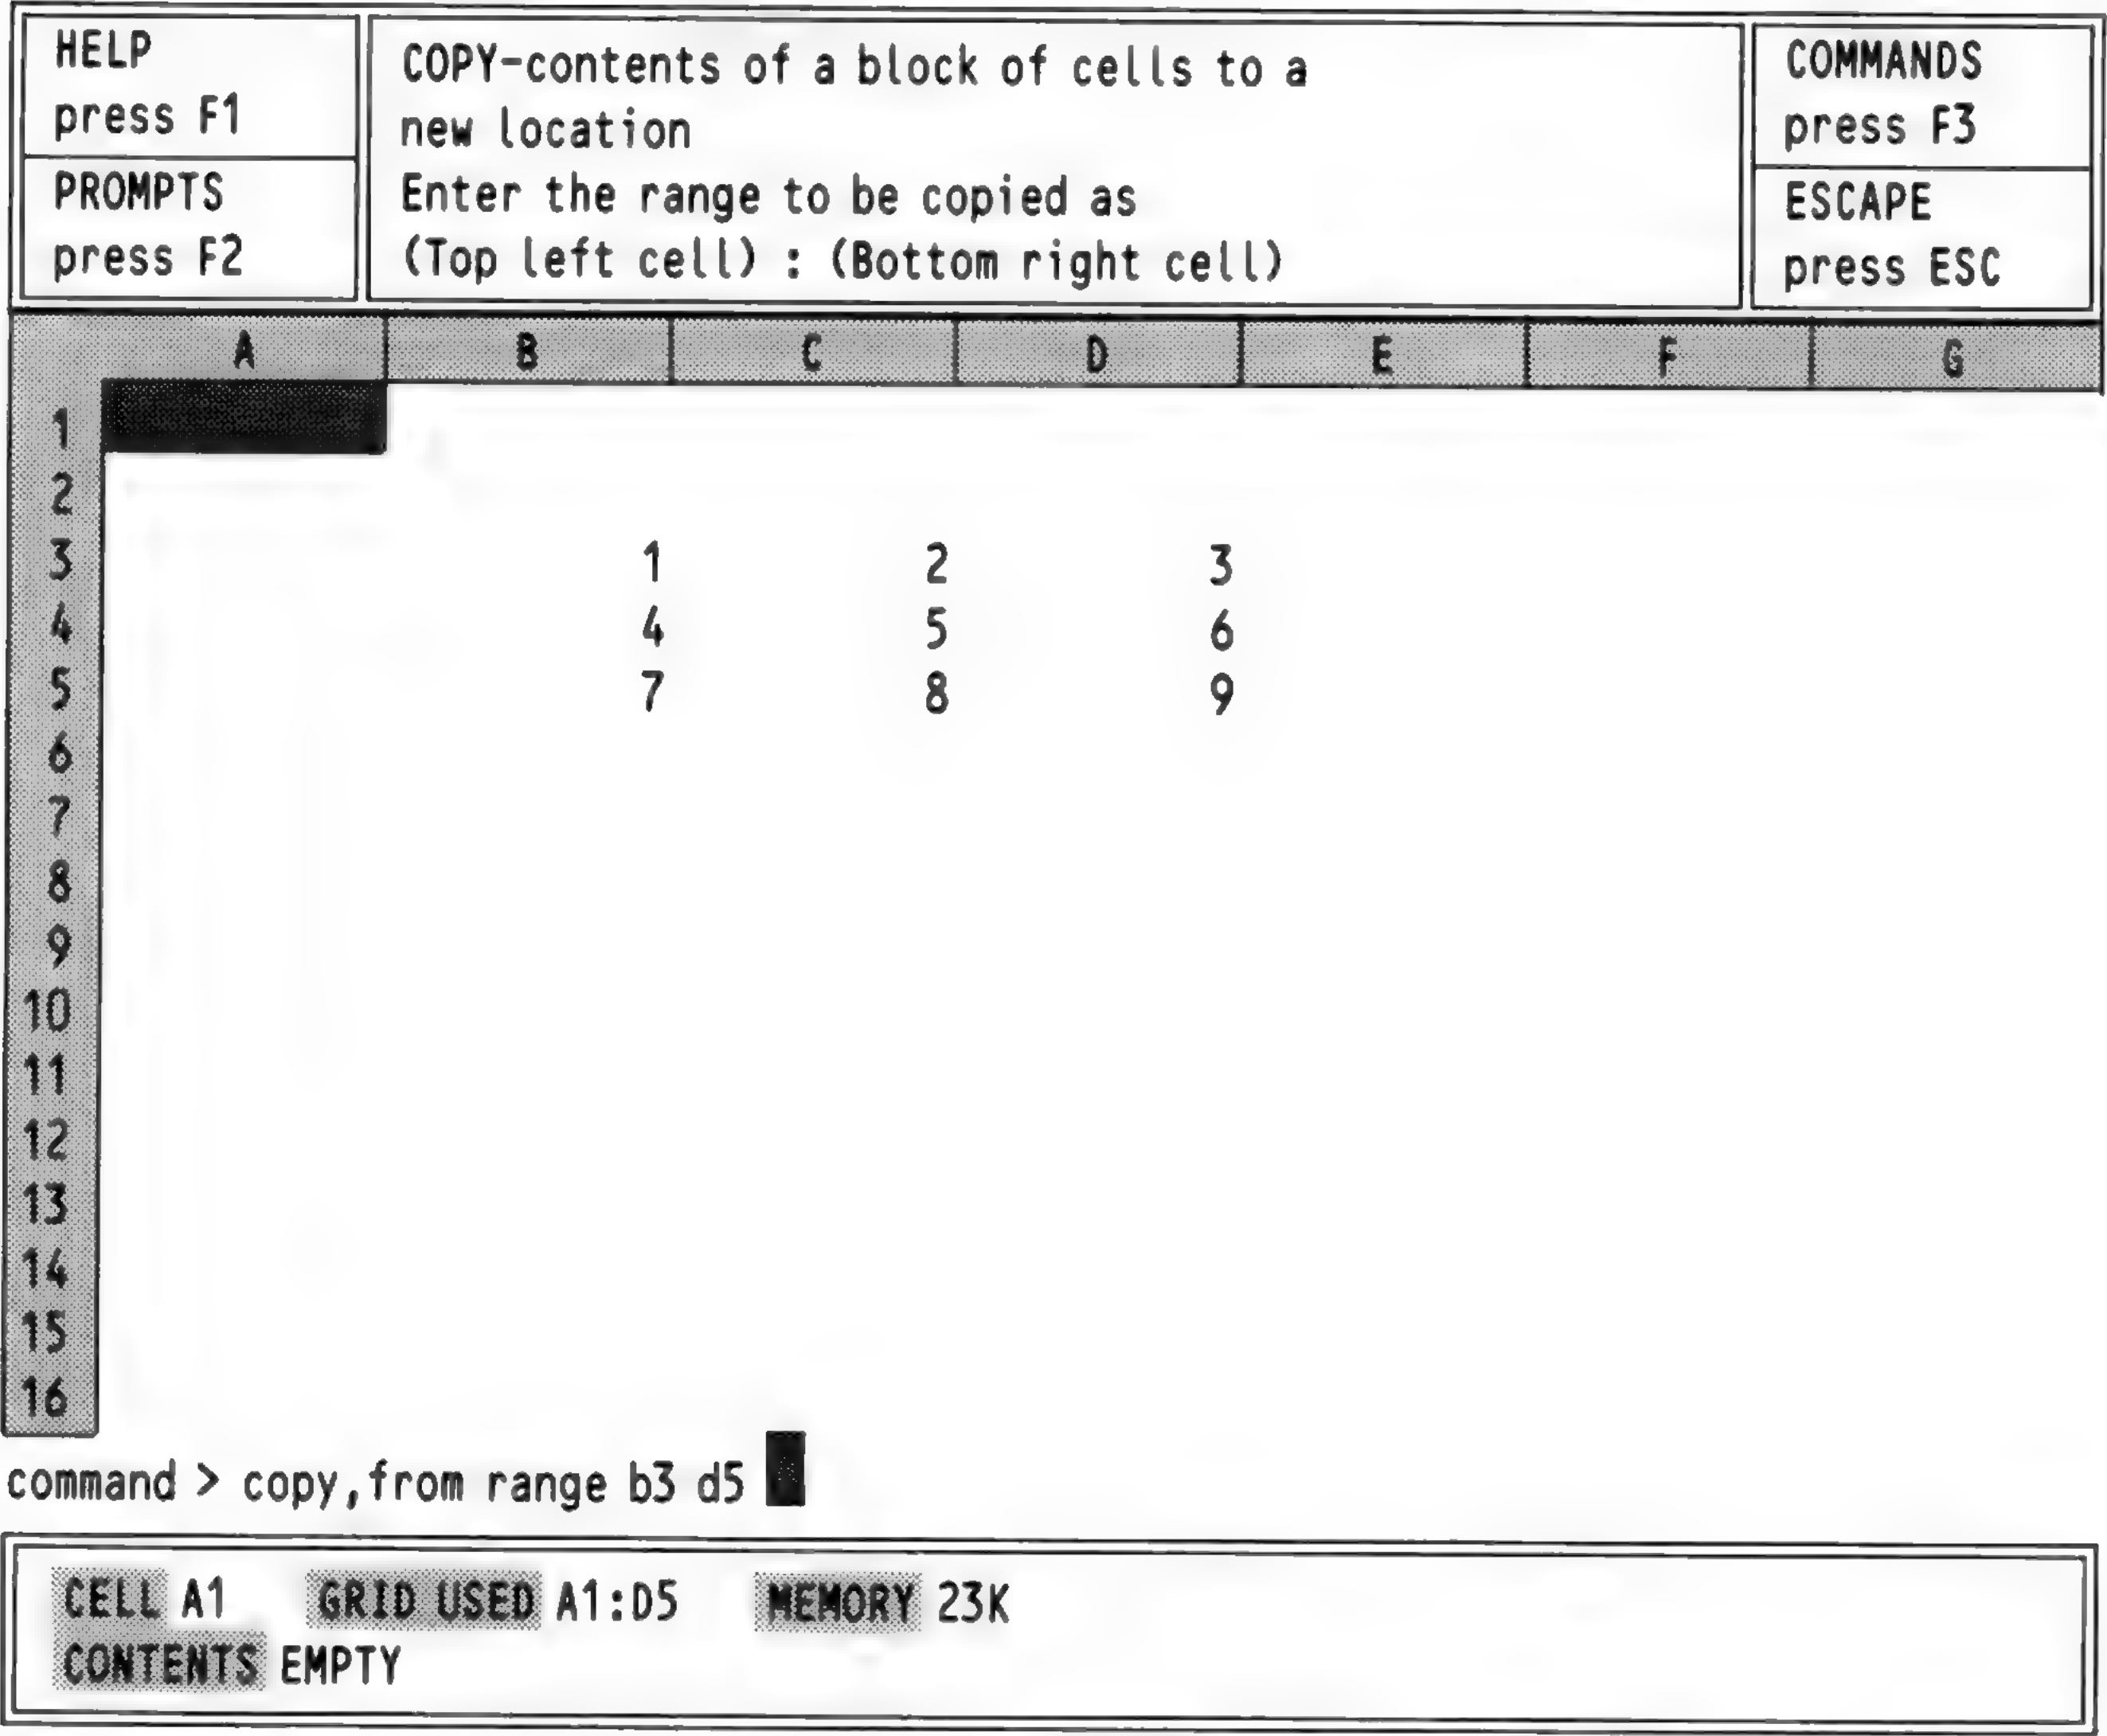 HELP
press F1
PROMPTS
press F2
COPY-contents of a block of cells to a
new location
Enter the range to be copied as
(Top left cell) : (Bottom right cell)
COMMANDS
press F3
ESCAPE
press ESC
A B C D E F G
1
2
3 1 2 3
4 4 5 6
5 7 8 9
6
7
8
9
10
11
12
13
14
15
16
command > copy,from range b3 d5
CELL A1 GRID USED A1:D5 MEMORY 23K
CONTENTS EMPTY